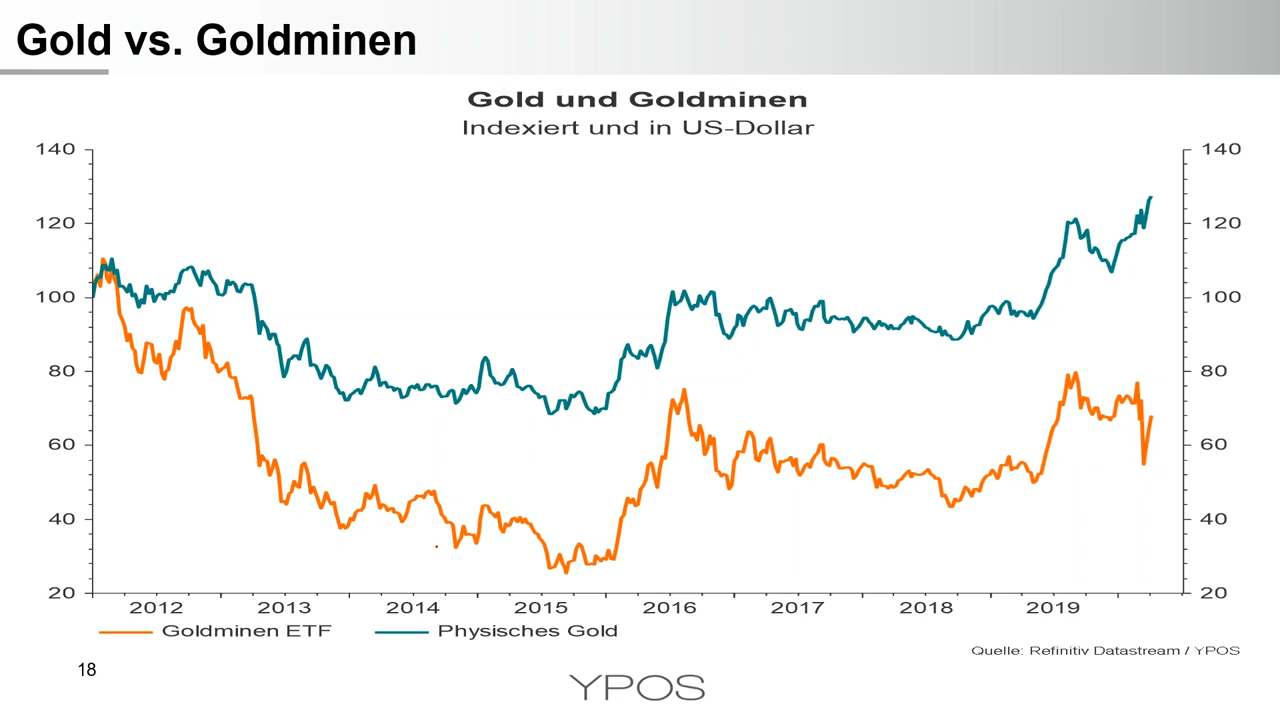 Gold vs. Goldminen
Gold und Goldminen
Indexiert und in US-Dollar
140 140
120 120
100 100
80 80
60 60
40 40
20 20
2012 2013 2014 2015 2016 2017 2018 2019
Goldminen ETF Physisches Gold
Quelle: Refinitiv Datastream / YPOS
18
YPOS